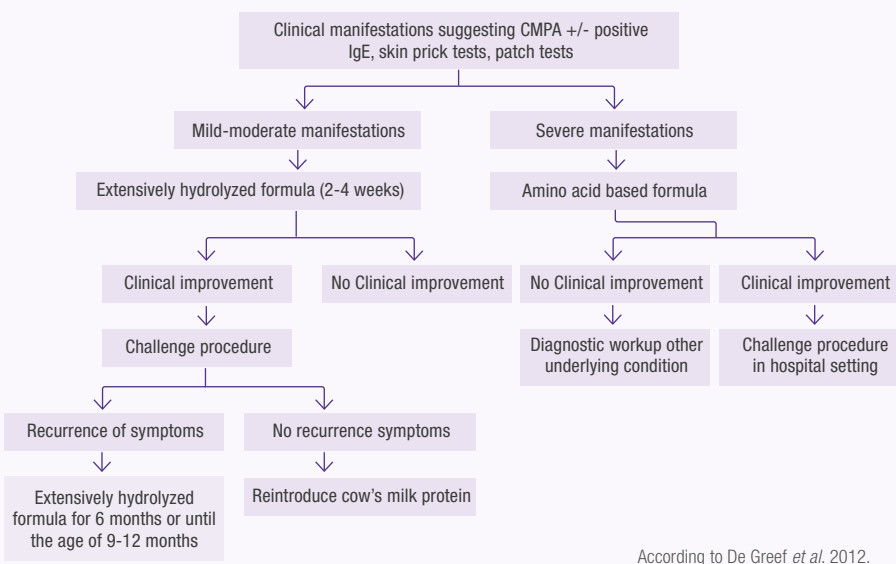 Clinical manifestations suggesting CMPA +/- positive
IgE, skin prick tests, patch tests
Mild-moderate manifestations
Severe manifestations
Extensively hydrolyzed formula (2-4 weeks)
Amino acid based formula
Clinical improvement
No Clinical improvement
No Clinical improvement
Clinical improvement
Challenge procedure
Diagnostic workup other
underlying condition
Challenge procedure
in hospital setting
Recurrence of symptoms
No recurrence symptoms
Extensively hydrolyzed
formula for 6 months or until
the age of 9-12 months
Reintroduce cow's milk protein
According to De Greef et al. 2012.